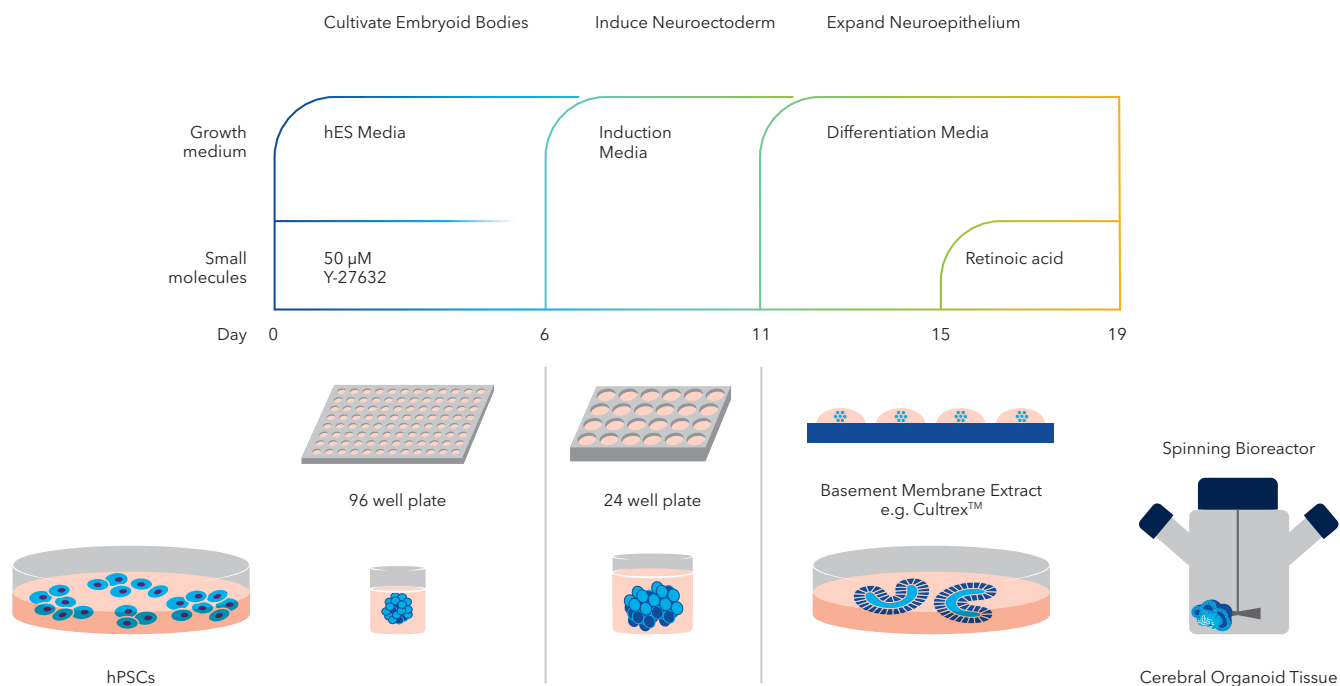 Cultivate Embryoid Bodies
Induce Neuroectoderm
Expand Neuroepithelium
Growth
medium
hES Media
Induction
Media
Differentiation Media
Small
molecules
50 µM
Y-27632
Retinoic acid
Day
0
6
11
15
19
96 well plate
24 well plate
Basement Membrane Extract
e.g. Cultrex™
Spinning Bioreactor
hPSCs
Cerebral Organoid Tissue